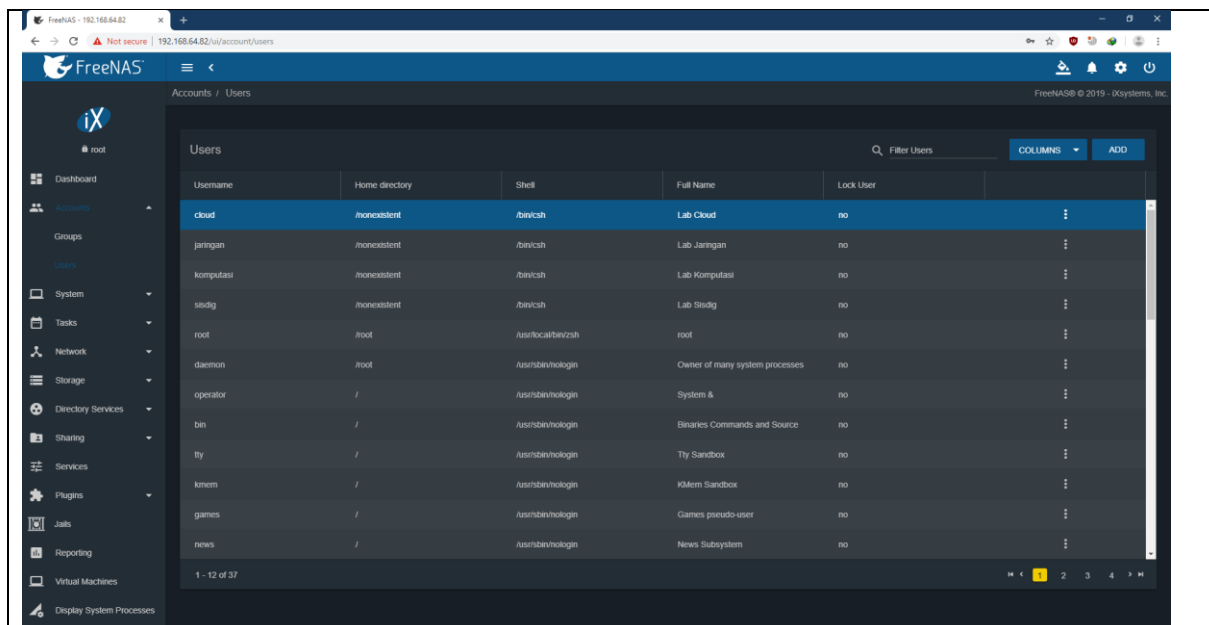 FreeNAS - 192.168.64.82
Not secure | 192.168.64.82/ui/account/users
FreeNAS
Accounts / Users
FreeNAS® © 2019 - iXsystems, Inc.
iX
root
Dashboard
Accounts
Groups
Users
System
Tasks
Network
Storage
Directory Services
Sharing
Services
Plugins
Jails
Reporting
Virtual Machines
Display System Processes
Users
Filter Users
COLUMNS
ADD
Username Home directory Shell Full Name Lock User
cloud /nonexistent /bin/csh Lab Cloud no
jaringan /nonexistent /bin/csh Lab Jaringan no
komputasi /nonexistent /bin/csh Lab Komputasi no
sisdig /nonexistent /bin/csh Lab Sisdig no
root /root /usr/local/bin/zsh root no
daemon /root /usr/sbin/nologin Owner of many system processes no
operator / /usr/sbin/nologin System & no
bin / /usr/sbin/nologin Binaries Commands and Source no
tty / /usr/sbin/nologin Tty Sandbox no
kmem / /usr/sbin/nologin KMem Sandbox no
games / /usr/sbin/nologin Games pseudo-user no
news / /usr/sbin/nologin News Subsystem no
1 - 12 of 37
1 2 3 4